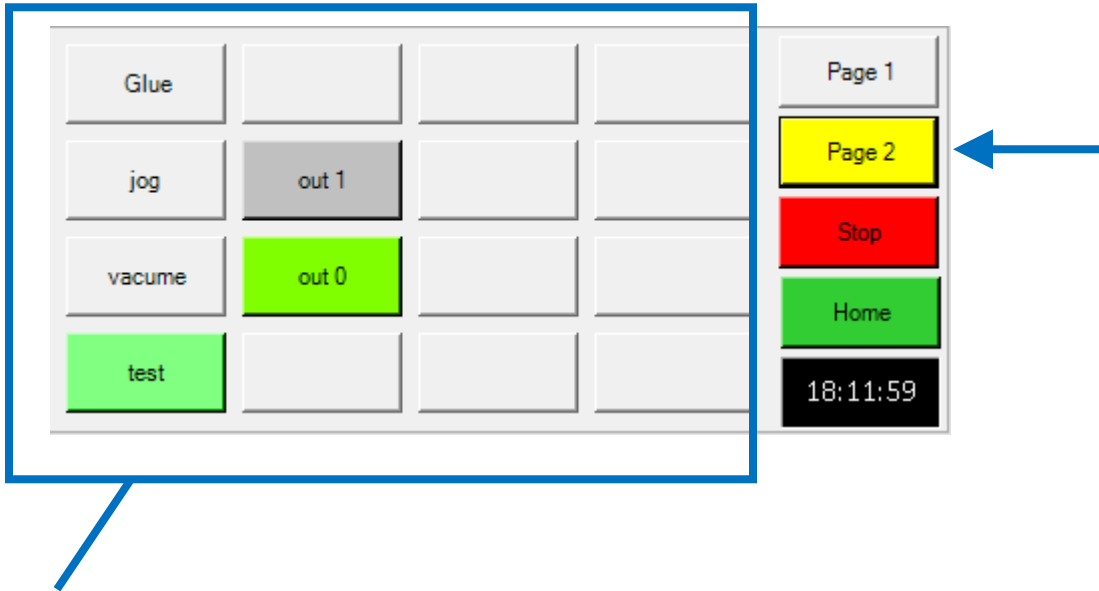 Glue
Page 1
jog
out 1
Page 2
Stop
vacume
out 0
Home
test
18:11:59